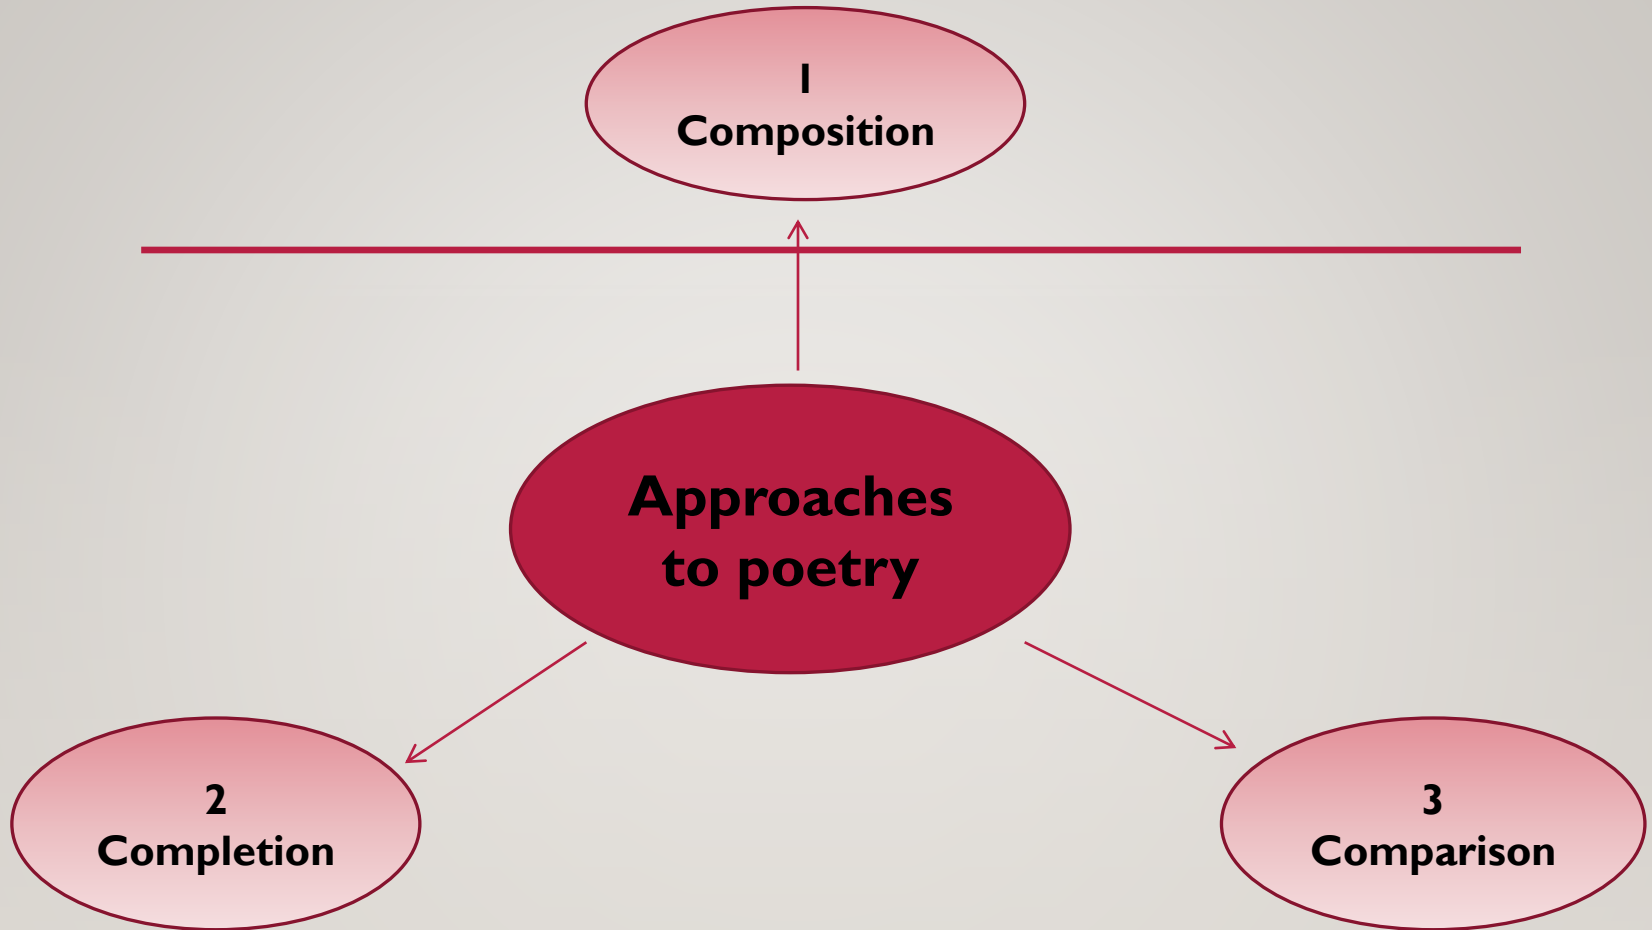 1
Composition
Approaches
to poetry
2
Completion
3
Comparison